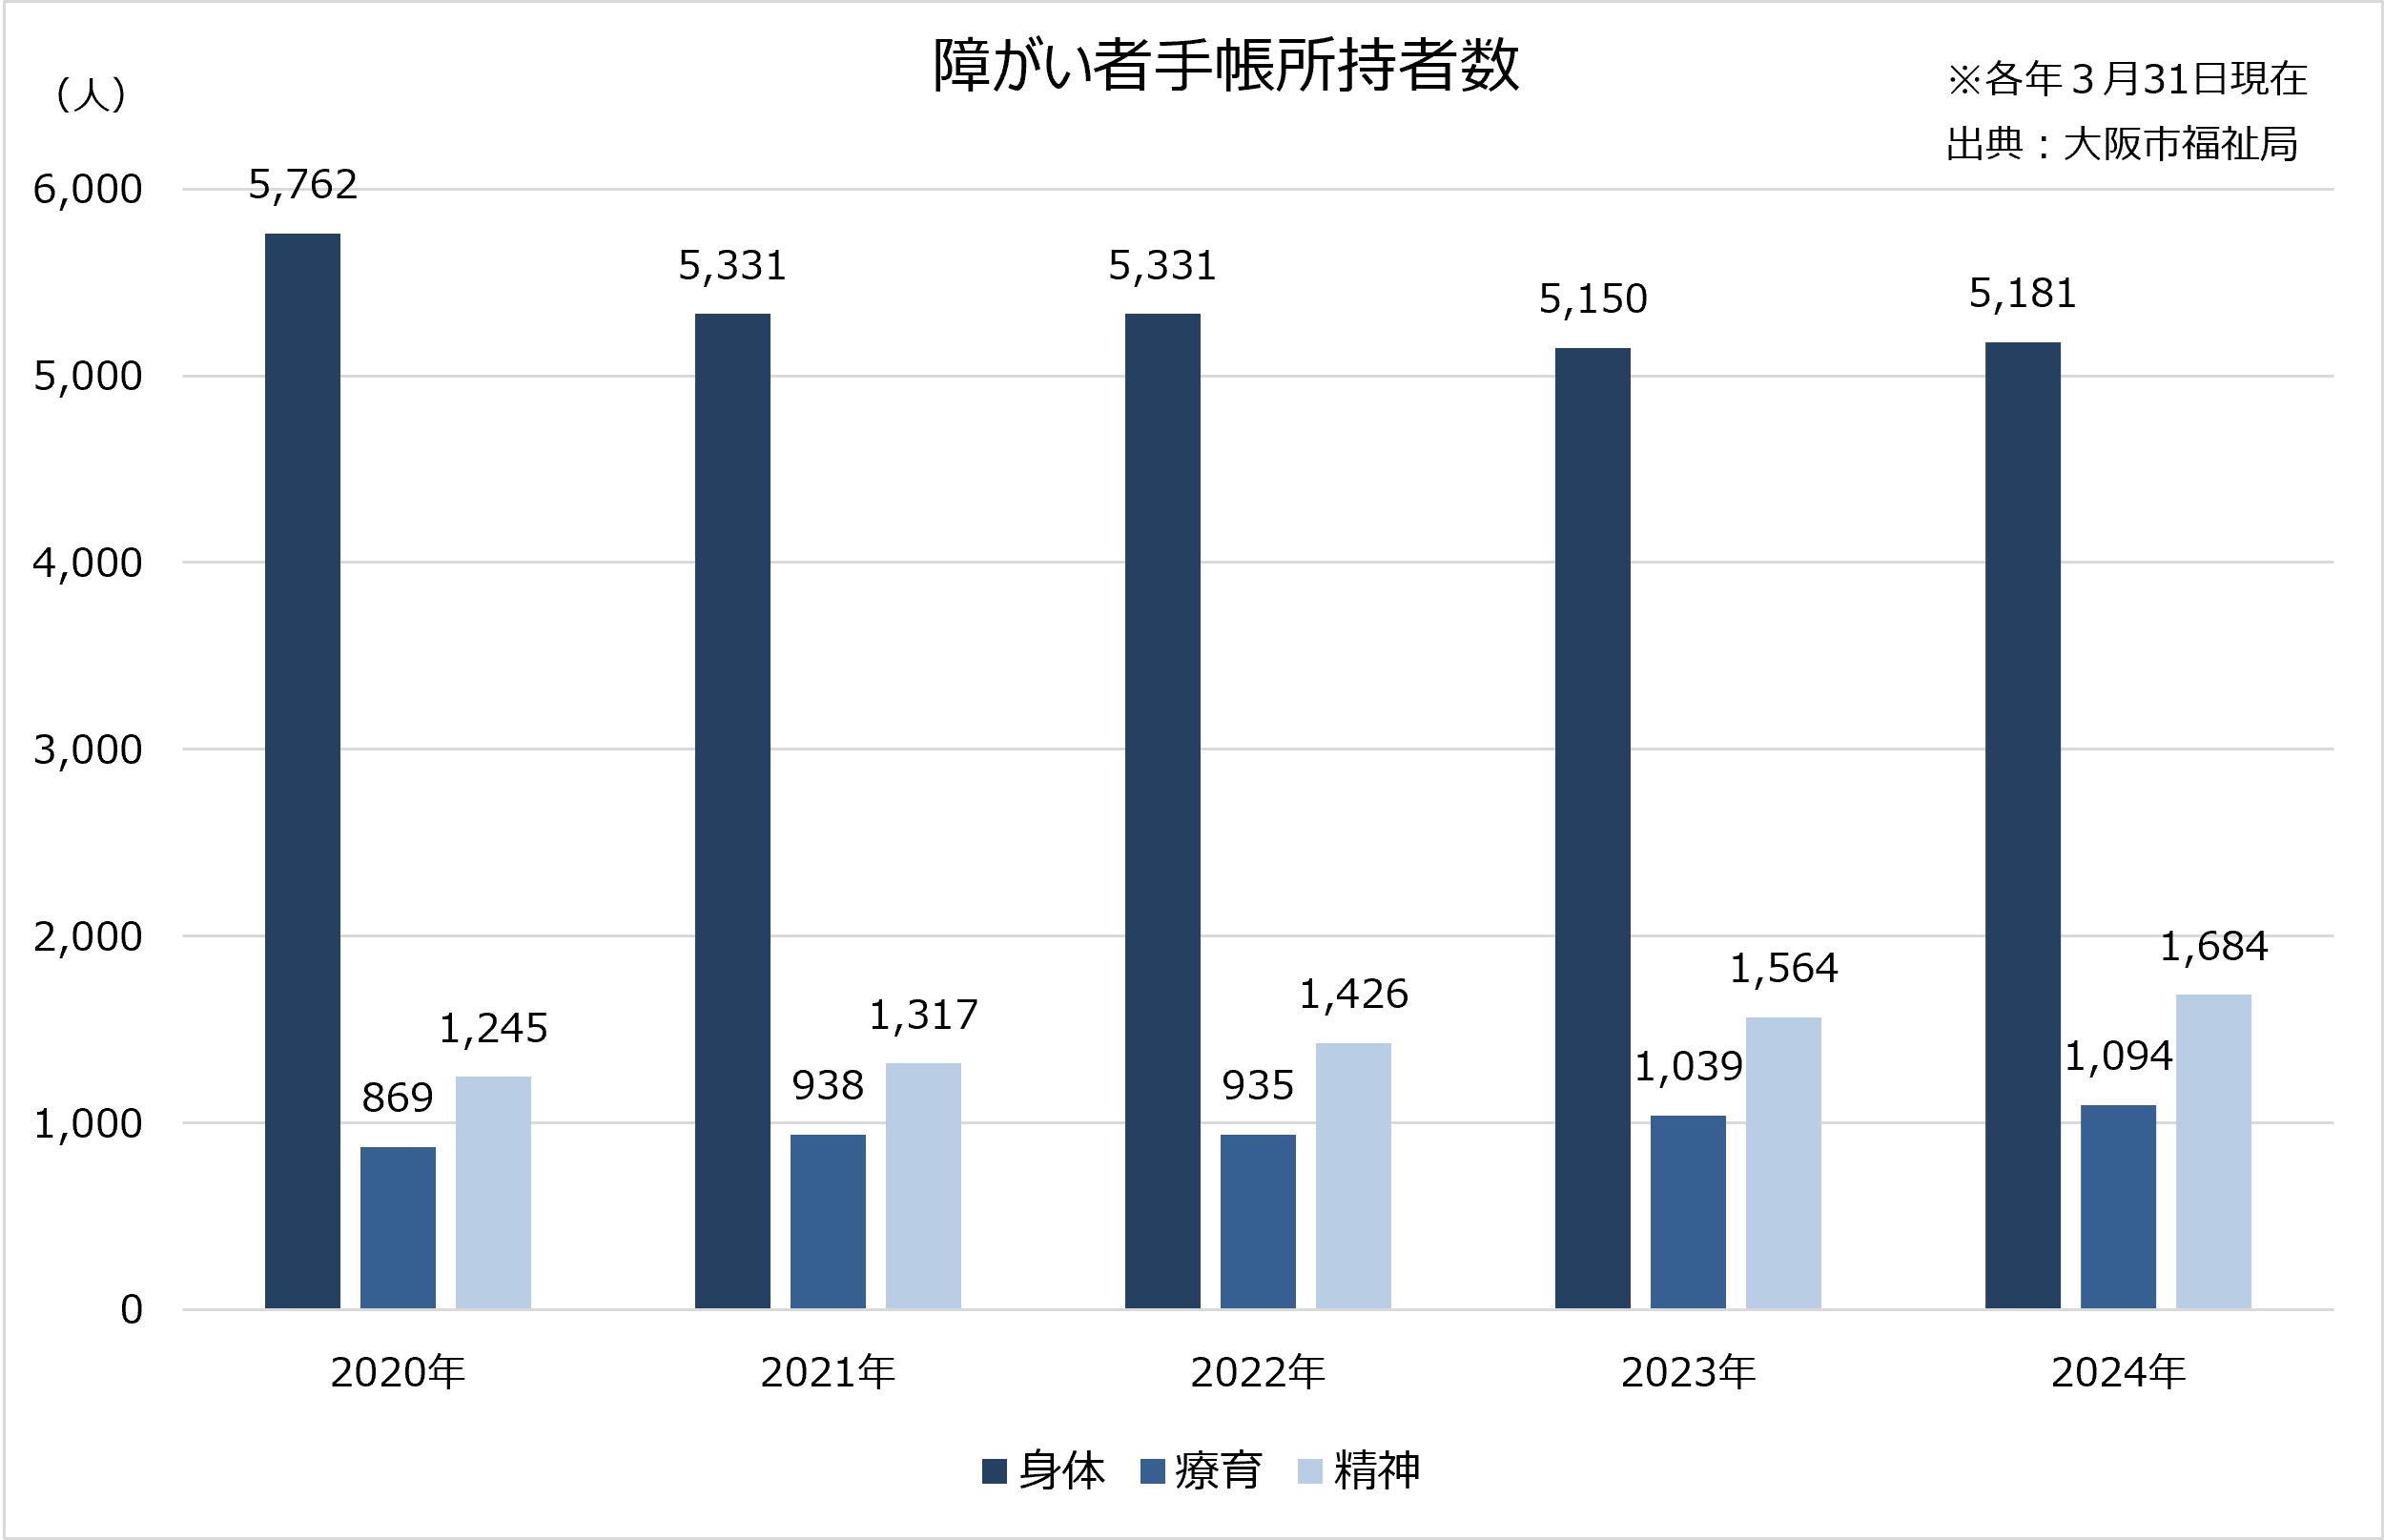 障がい者手帳所持者数
（人）
※各年３月31日現在
出典：大阪市福祉局
6,000
5,000
4,000
3,000
2,000
1,000
0
5,762
869
1,245
5,331
938
1,317
5,331
935
1,426
5,150
1,039
1,564
5,181
1,094
1,684
2020年
2021年
2022年
2023年
2024年
身体
療育
精神